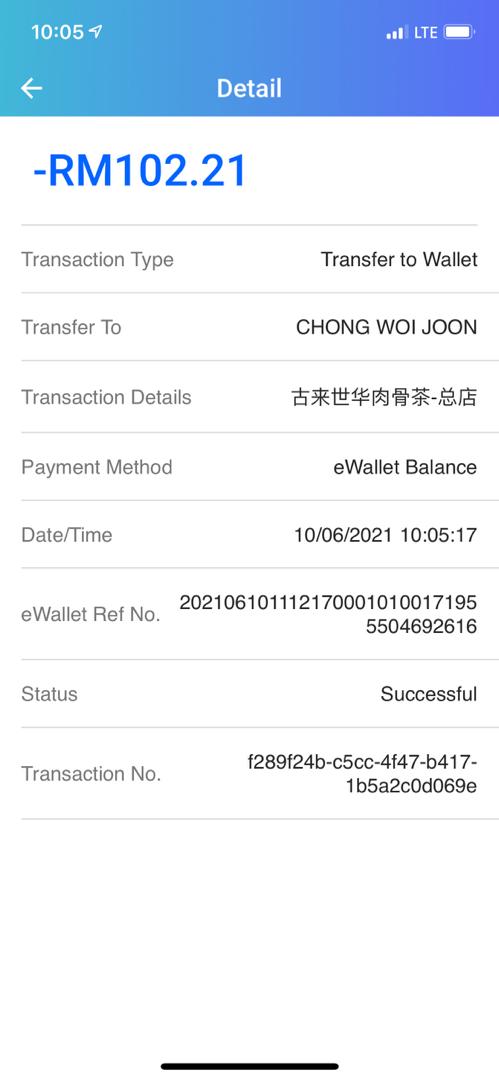 10:05
LTE
Detail
-RM102.21
Transaction Type
Transfer to Wallet
Transfer To
CHONG WOI JOON
Transaction Details
古来世华肉骨茶-总店
Payment Method
eWallet Balance
Date/Time
10/06/2021 10:05:17
eWallet Ref No.
202106101112170001010017195
5504692616
Status
Successful
Transaction No.
f289f24b-c5cc-4f47-b417-
1b5a2c0d069e